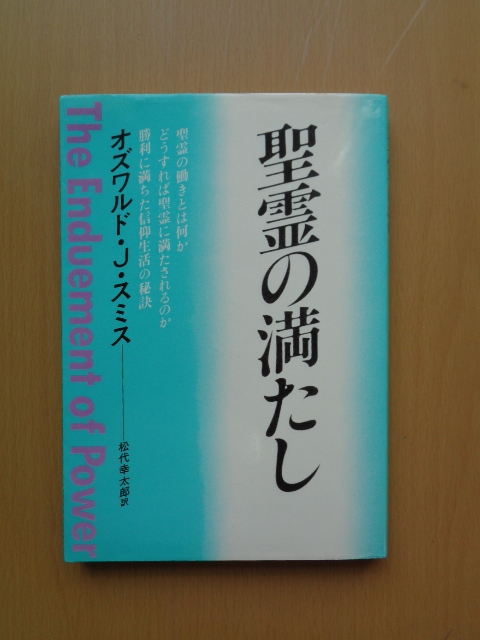 聖霊の満たし
聖霊の働きとは何か
どうすれば聖霊に満たされるのか
勝利に満ちた信仰生活の秘訣
オズワルド・J・スミス——松代幸太郎訳
The Enduement of Power